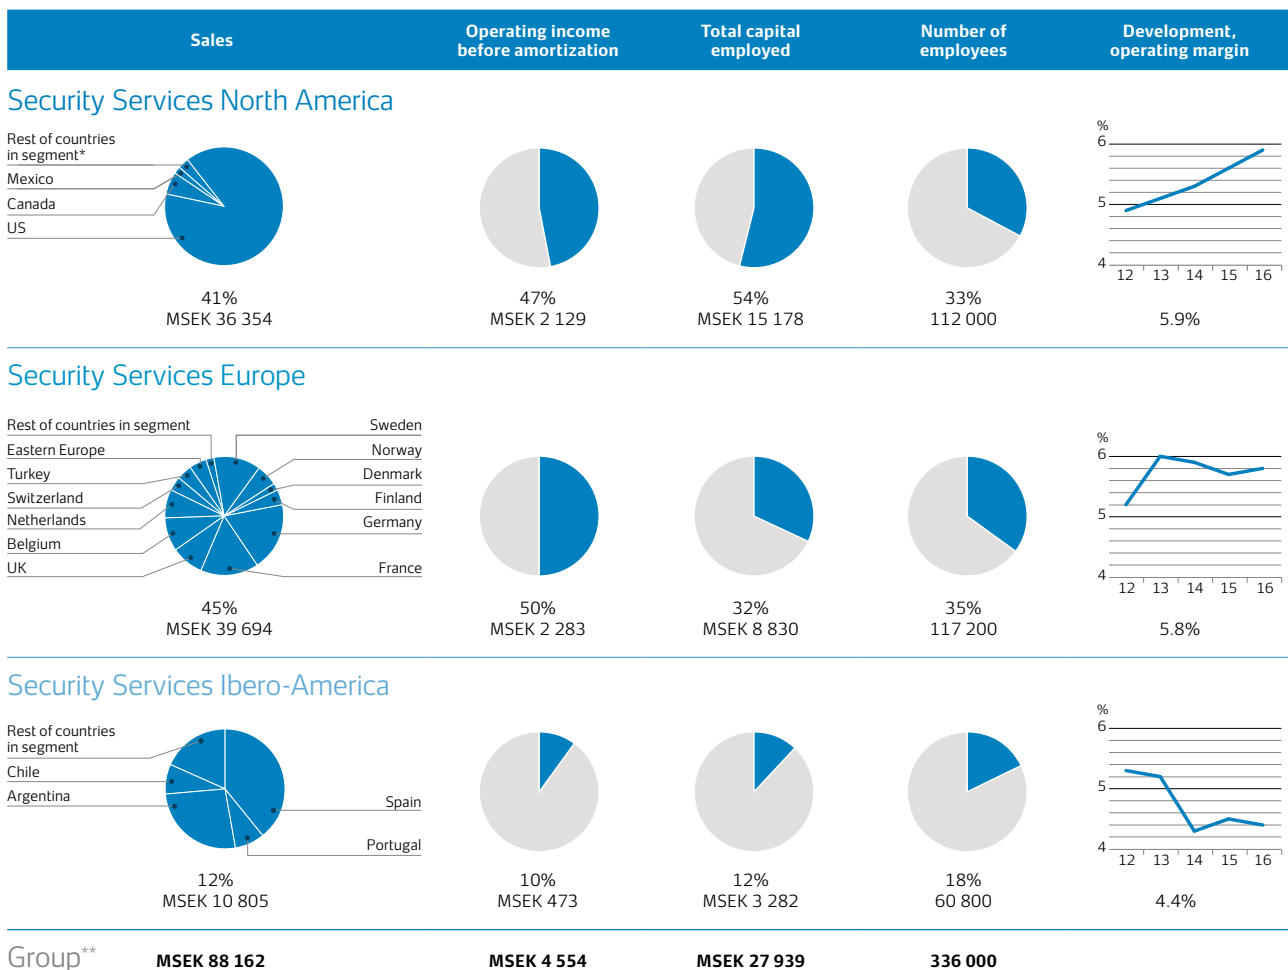 Sales
Operating income
before amortization
Total capital
employed
Number of
employees
Development,
operating margin
Security Services North America
Rest of countries
in segment*
Mexico
Canada
US
41%
MSEK 36 354
47%
MSEK 2 129
54%
MSEK 15 178
33%
112 000
%
6
5
4
12 13 14 15 16
5.9%
Security Services Europe
Rest of countries in segment
Eastern Europe
Turkey
Switzerland
Netherlands
Belgium
UK
Sweden
Norway
Denmark
Finland
Germany
France
45%
MSEK 39 694
50%
MSEK 2 283
32%
MSEK 8 830
35%
117 200
%
6
5
4
12 13 14 15 16
5.8%
Security Services Ibero-America
Rest of countries
in segment
Chile
Argentina
Spain
Portugal
12%
MSEK 10 805
10%
MSEK 473
12%
MSEK 3 282
18%
60 800
%
6
5
4
12 13 14 15 16
4.4%
Group** MSEK 88 162 MSEK 4 554 MSEK 27 939 336 000